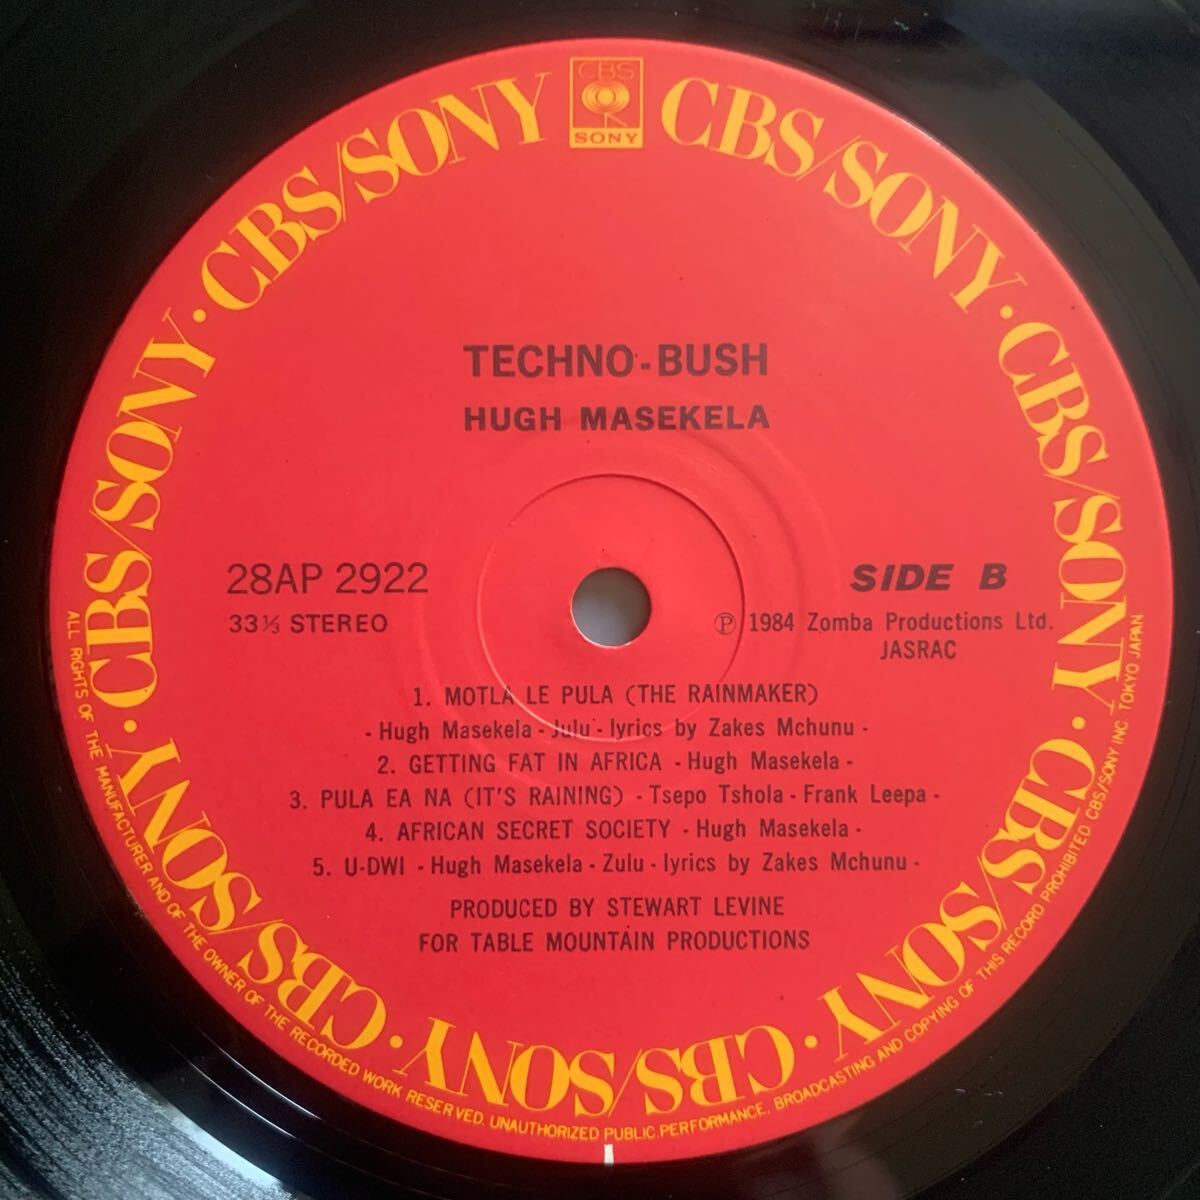 CBS
SONY
CBS/SONY · CBS/SONY · CBS/SONY · CBS/SONY · CBS/SONY · CBS/SONY · CBS/SONY · CBS/SONY · CBS/SONY
TECHNO-BUSH
HUGH MASEKELA
28AP 2922
33⅓ STEREO
SIDE B
Ⓟ 1984 Zomba Productions Ltd.
JASRAC
1. MOTLA LE PULA (THE RAINMAKER)
- Hugh Masekela - Julu - lyrics by Zakes Mchunu -
2. GETTING FAT IN AFRICA - Hugh Masekela -
3. PULA EA NA (IT'S RAINING) - Tsepo Tshola - Frank Leepa -
4. AFRICAN SECRET SOCIETY - Hugh Masekela -
5. U-DWI - Hugh Masekela - Zulu - lyrics by Zakes Mchunu -
PRODUCED BY STEWART LEVINE
FOR TABLE MOUNTAIN PRODUCTIONS
ALL RIGHTS OF THE MANUFACTURER AND OF THE OWNER OF THE RECORDED WORK RESERVED. UNAUTHORIZED PUBLIC PERFORMANCE, BROADCASTING AND COPYING OF THIS RECORD PROHIBITED CBS/SONY INC. TOKYO JAPAN